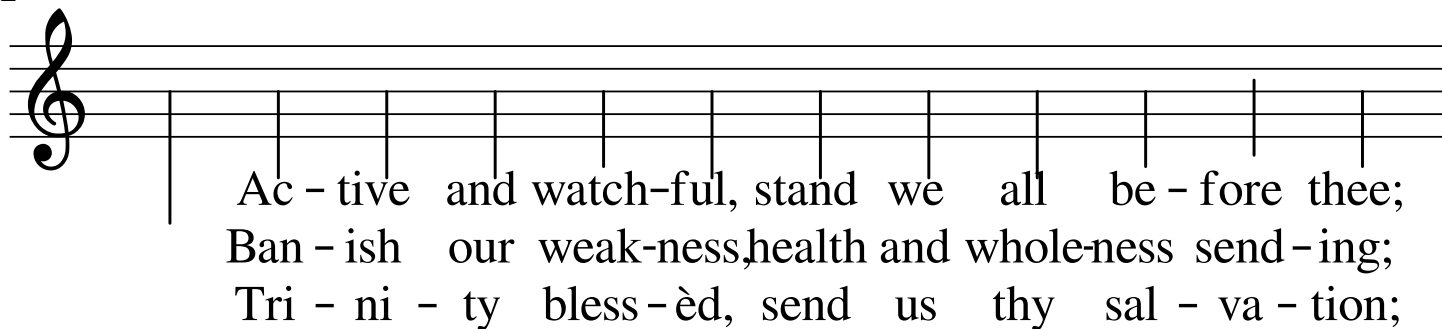 Ac – tive and watch-ful, stand we all be – fore thee;
Ban – ish our weak-ness, health and whole-ness send – ing;
Tri – ni – ty bless – èd, send us thy sal – va – tion;